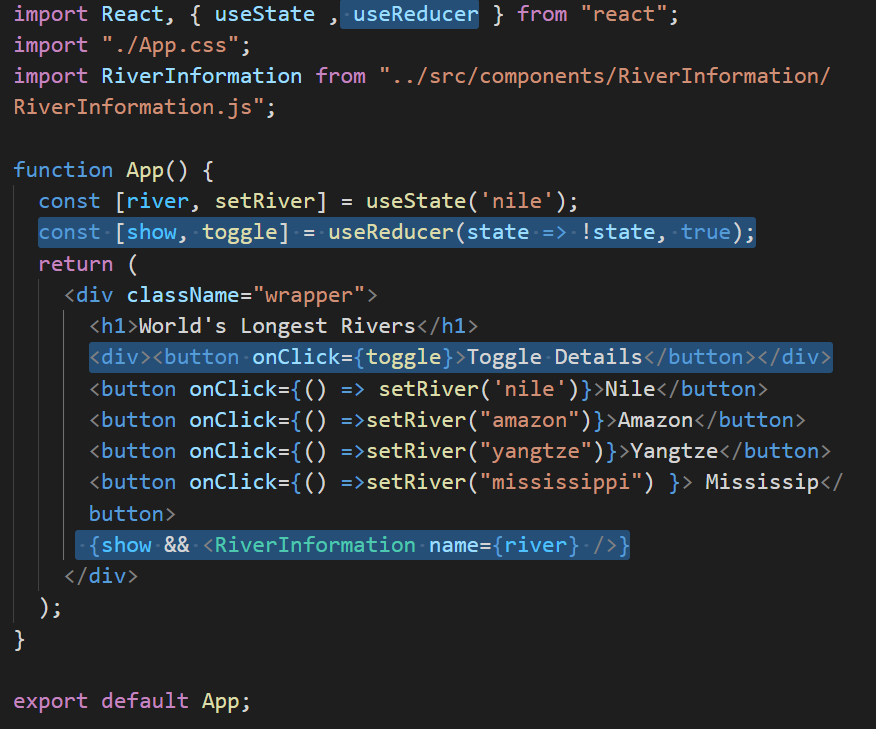 import React, { useState , useReducer } from "react";
import "./App.css";
import RiverInformation from "../src/components/RiverInformation/
RiverInformation.js";
function App() {
const [river, setRiver] = useState('nile');
const [show, toggle] = useReducer(state => !state, true);
return (
<div className="wrapper">
<h1>World's Longest Rivers</h1>
<div><button onClick={toggle}>Toggle Details</button></div>
<button onClick={() => setRiver('nile')}>Nile</button>
<button onClick={() =>setRiver("amazon")}>Amazon</button>
<button onClick={() =>setRiver("yangtze")}>Yangtze</button>
<button onClick={() =>setRiver("mississippi") }> Mississip</
button>
{show && <RiverInformation name={river} />}
</div>
);
}
export default App;